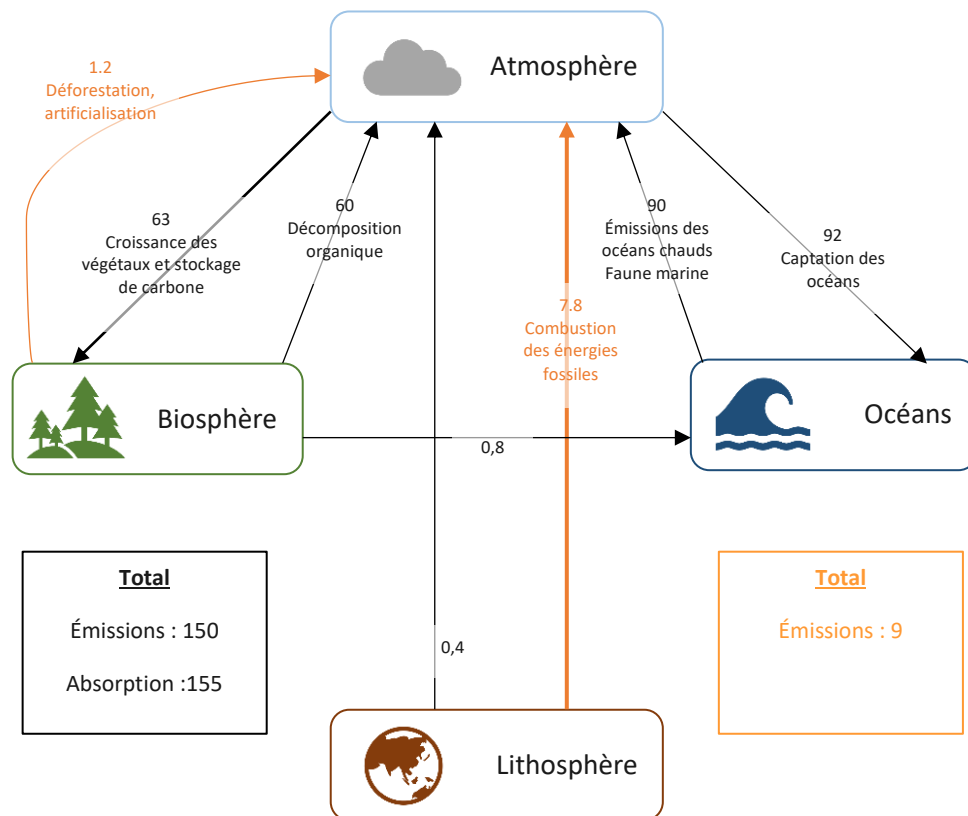 Atmosphère
1.2
Déforestation,
artificialisation
63
Croissance des
végétaux et stockage
de carbone
60
Décomposition
organique
90
Émissions des
océans chauds
Faune marine
92
Captation des
océans
7.8
Combustion
des énergies
fossiles
Biosphère
Océans
0,8
Total
Émissions : 150
Absorption :155
0,4
Total
Émissions : 9
Lithosphère